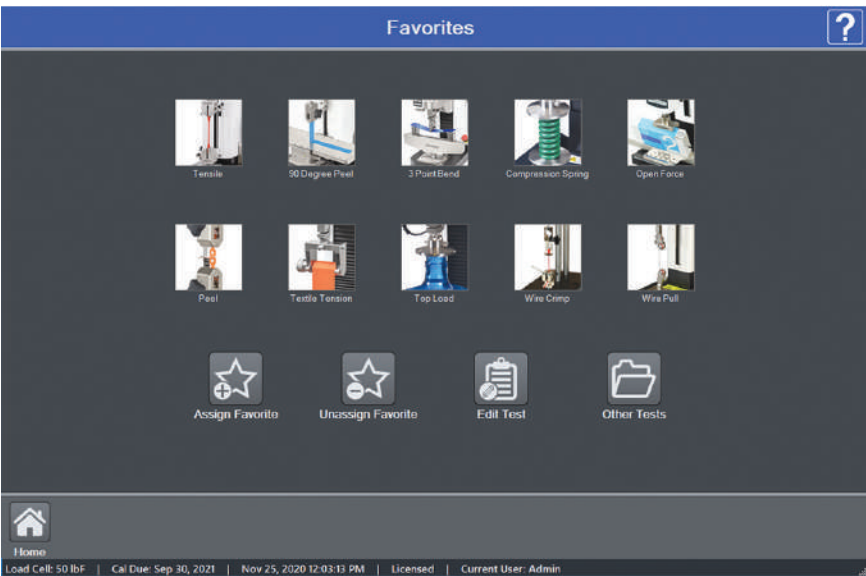 Favorites
?
Tensile
90 Degree Peel
3 Point Bend
Compression Spring
Open Force
Peel
Textile Tension
Top Load
Wire Crimp
Wire Pull
Assign Favorite
Unassign Favorite
Edit Test
Other Tests
Home
Load Cell: 50 lbF | Cal Due: Sep 30, 2021 | Nov 25, 2020 12:03:13 PM | Licensed | Current User: Admin